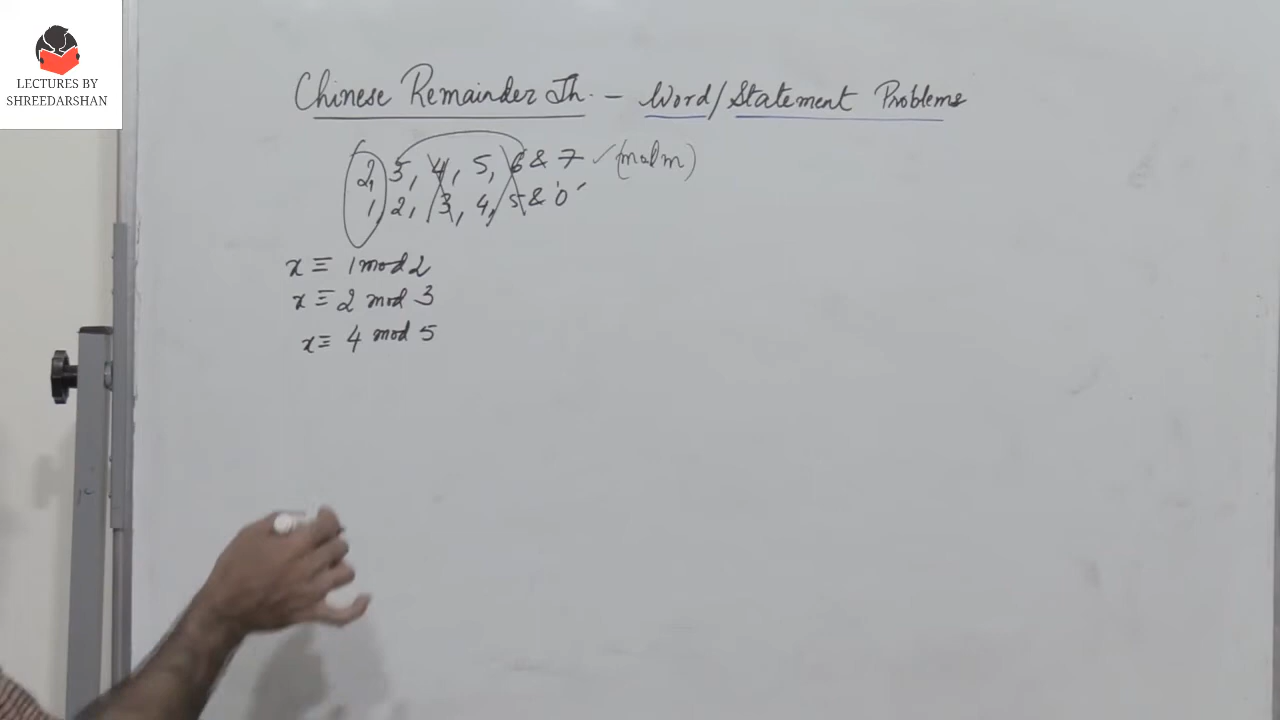 LECTURES BY
SHREEDARSHAN
Chinese Remainder Th. - Word/Statement Problems
2, 3, 4, 5, 6 & 7 ✓ (mod m)
1, 2, 3, 4, 5 & '0'
x ≡ 1 mod 2
x ≡ 2 mod 3
x ≡ 4 mod 5